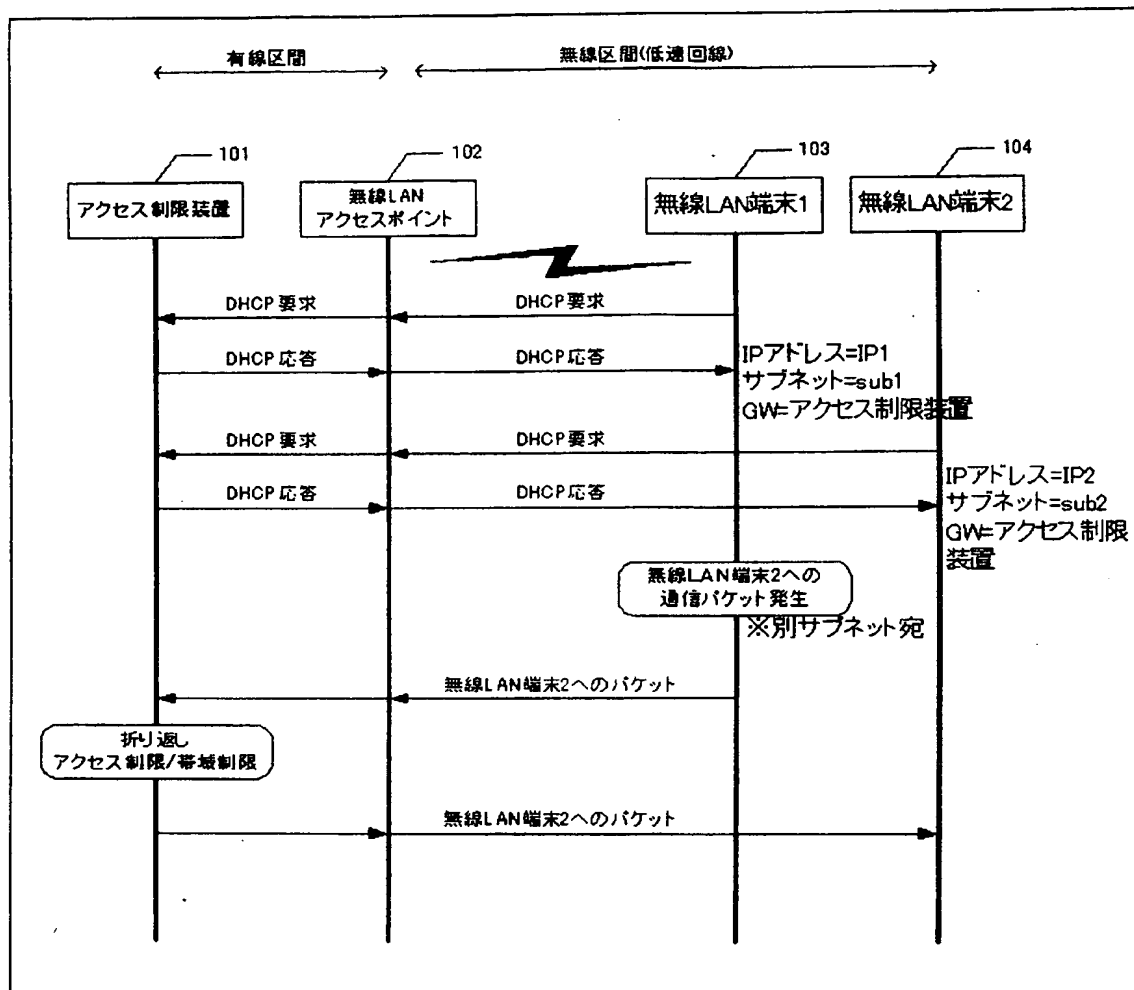 有線区間
無線区間(低速回線)
101
102
103
104
アクセス制限装置
無線LAN
アクセスポイント
無線LAN端末1
無線LAN端末2
DHCP要求
DHCP要求
DHCP応答
DHCP応答
IPアドレス=IP1
サブネット=sub1
GW=アクセス制限装置
DHCP要求
DHCP要求
DHCP応答
DHCP応答
IPアドレス=IP2
サブネット=sub2
GW=アクセス制限
装置
無線LAN端末2への
通信パケット発生
※別サブネット宛
無線LAN端末2へのパケット
折り返し
アクセス制限/帯域制限
無線LAN端末2へのパケット